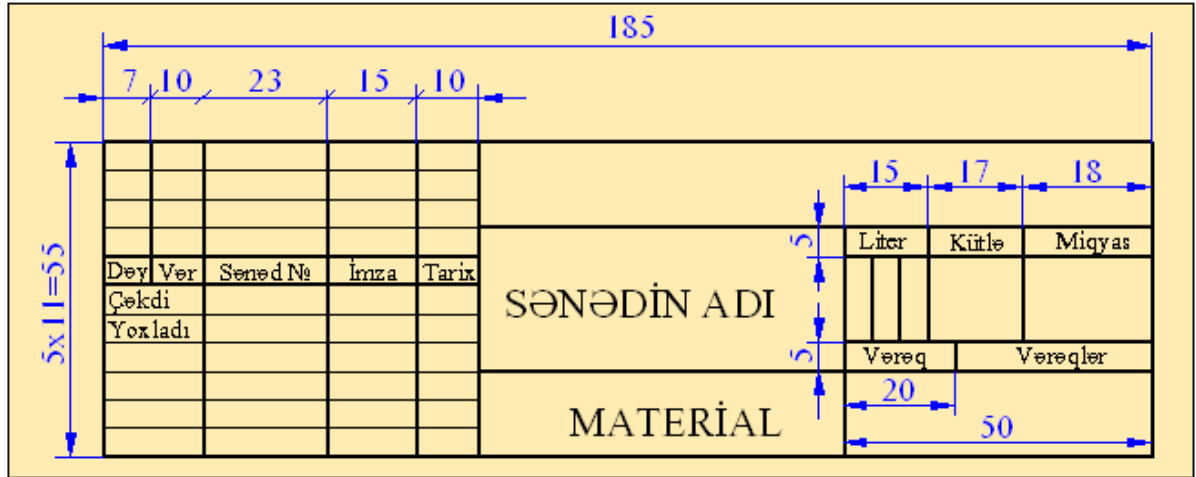 185
7 10 23 15 10
15 17 18
5 Liter Kütlə Miqyas
Dəy Vər Sənəd № İmza Tarix
Çəkdi
SƏNƏDİN ADI
5x11=55
Yoxladı
5 Vərəq Vərəqlər
20
MATERİAL 50